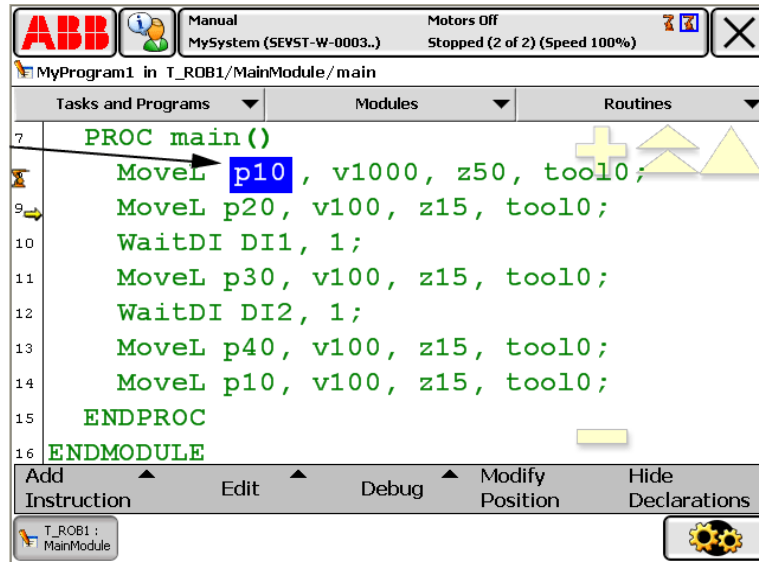 ABB
Manual Motors Off
MySystem (SEVST-W-0003..) Stopped (2 of 2) (Speed 100%)
MyProgram1 in T_ROB1/MainModule/main
Tasks and Programs Modules Routines
7 PROC main()
MoveL p10 , v1000, z50, tool0;
9 MoveL p20, v100, z15, tool0;
10 WaitDI DI1, 1;
11 MoveL p30, v100, z15, tool0;
12 WaitDI DI2, 1;
13 MoveL p40, v100, z15, tool0;
14 MoveL p10, v100, z15, tool0;
15 ENDPROC
16 ENDMODULE
Add Instruction Edit Debug Modify Position Hide Declarations
T_ROB1 :
MainModule